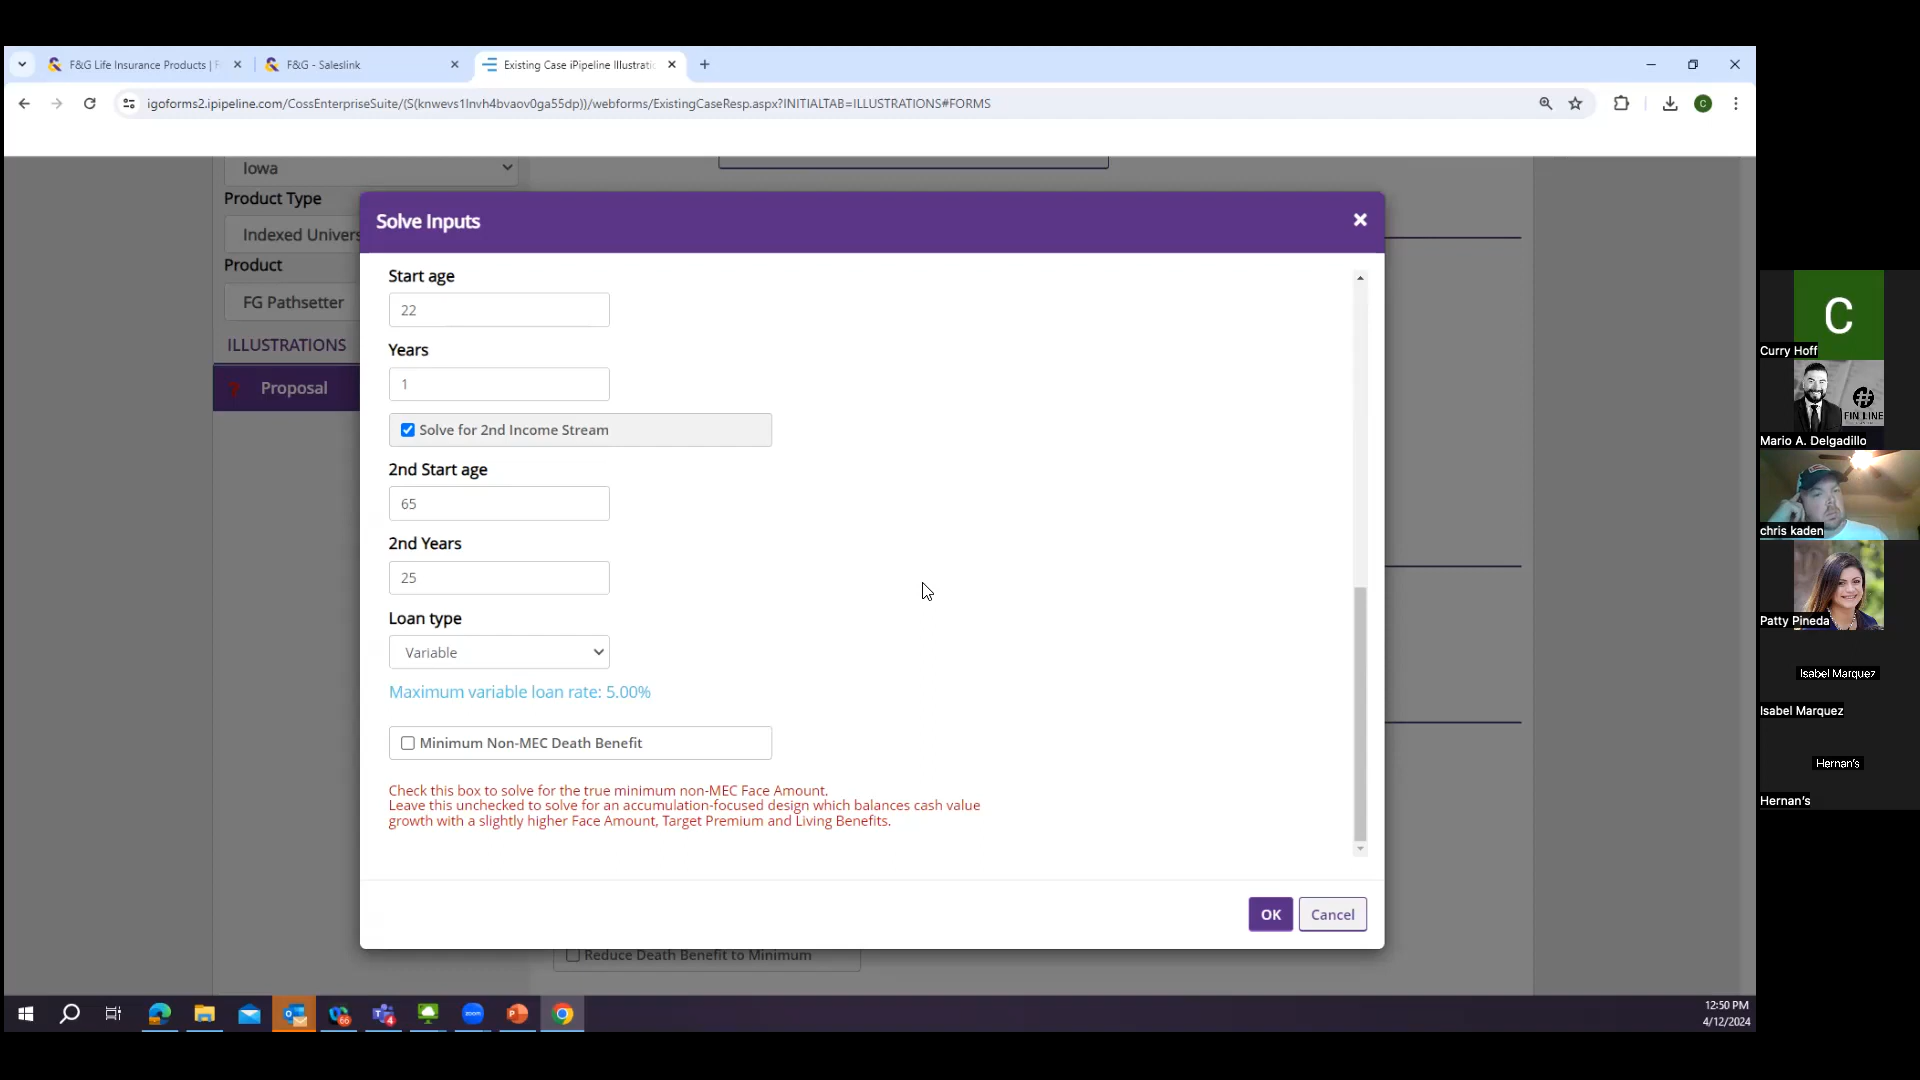 F&G Life Insurance Products | F
F&G - Saleslink
Existing Case iPipeline Illustratio
igoforms2.ipipeline.com/CossEnterpriseSuite/(S(knwevs1lnvh4bvaov0ga55dp))/webforms/ExistingCaseResp.aspx?INITIALTAB=ILLUSTRATIONS#FORMS
C
Iowa
Product Type
Indexed Univers
Product
FG Pathsetter
ILLUSTRATIONS
? Proposal
Solve Inputs
Start age
22
Years
1
Solve for 2nd Income Stream
2nd Start age
65
2nd Years
25
Loan type
Variable
Maximum variable loan rate: 5.00%
Minimum Non-MEC Death Benefit
Check this box to solve for the true minimum non-MEC Face Amount.
Leave this unchecked to solve for an accumulation-focused design which balances cash value
growth with a slightly higher Face Amount, Target Premium and Living Benefits.
OK
Cancel
Reduce Death Benefit to Minimum
C
Curry Hoff
#
FIN LINE
Mario A. Delgadillo
chris kaden
Patty Pineda
Isabel Marquez
Isabel Marquez
Hernan's
Hernan's
66
4
zoom
P
12:50 PM
4/12/2024